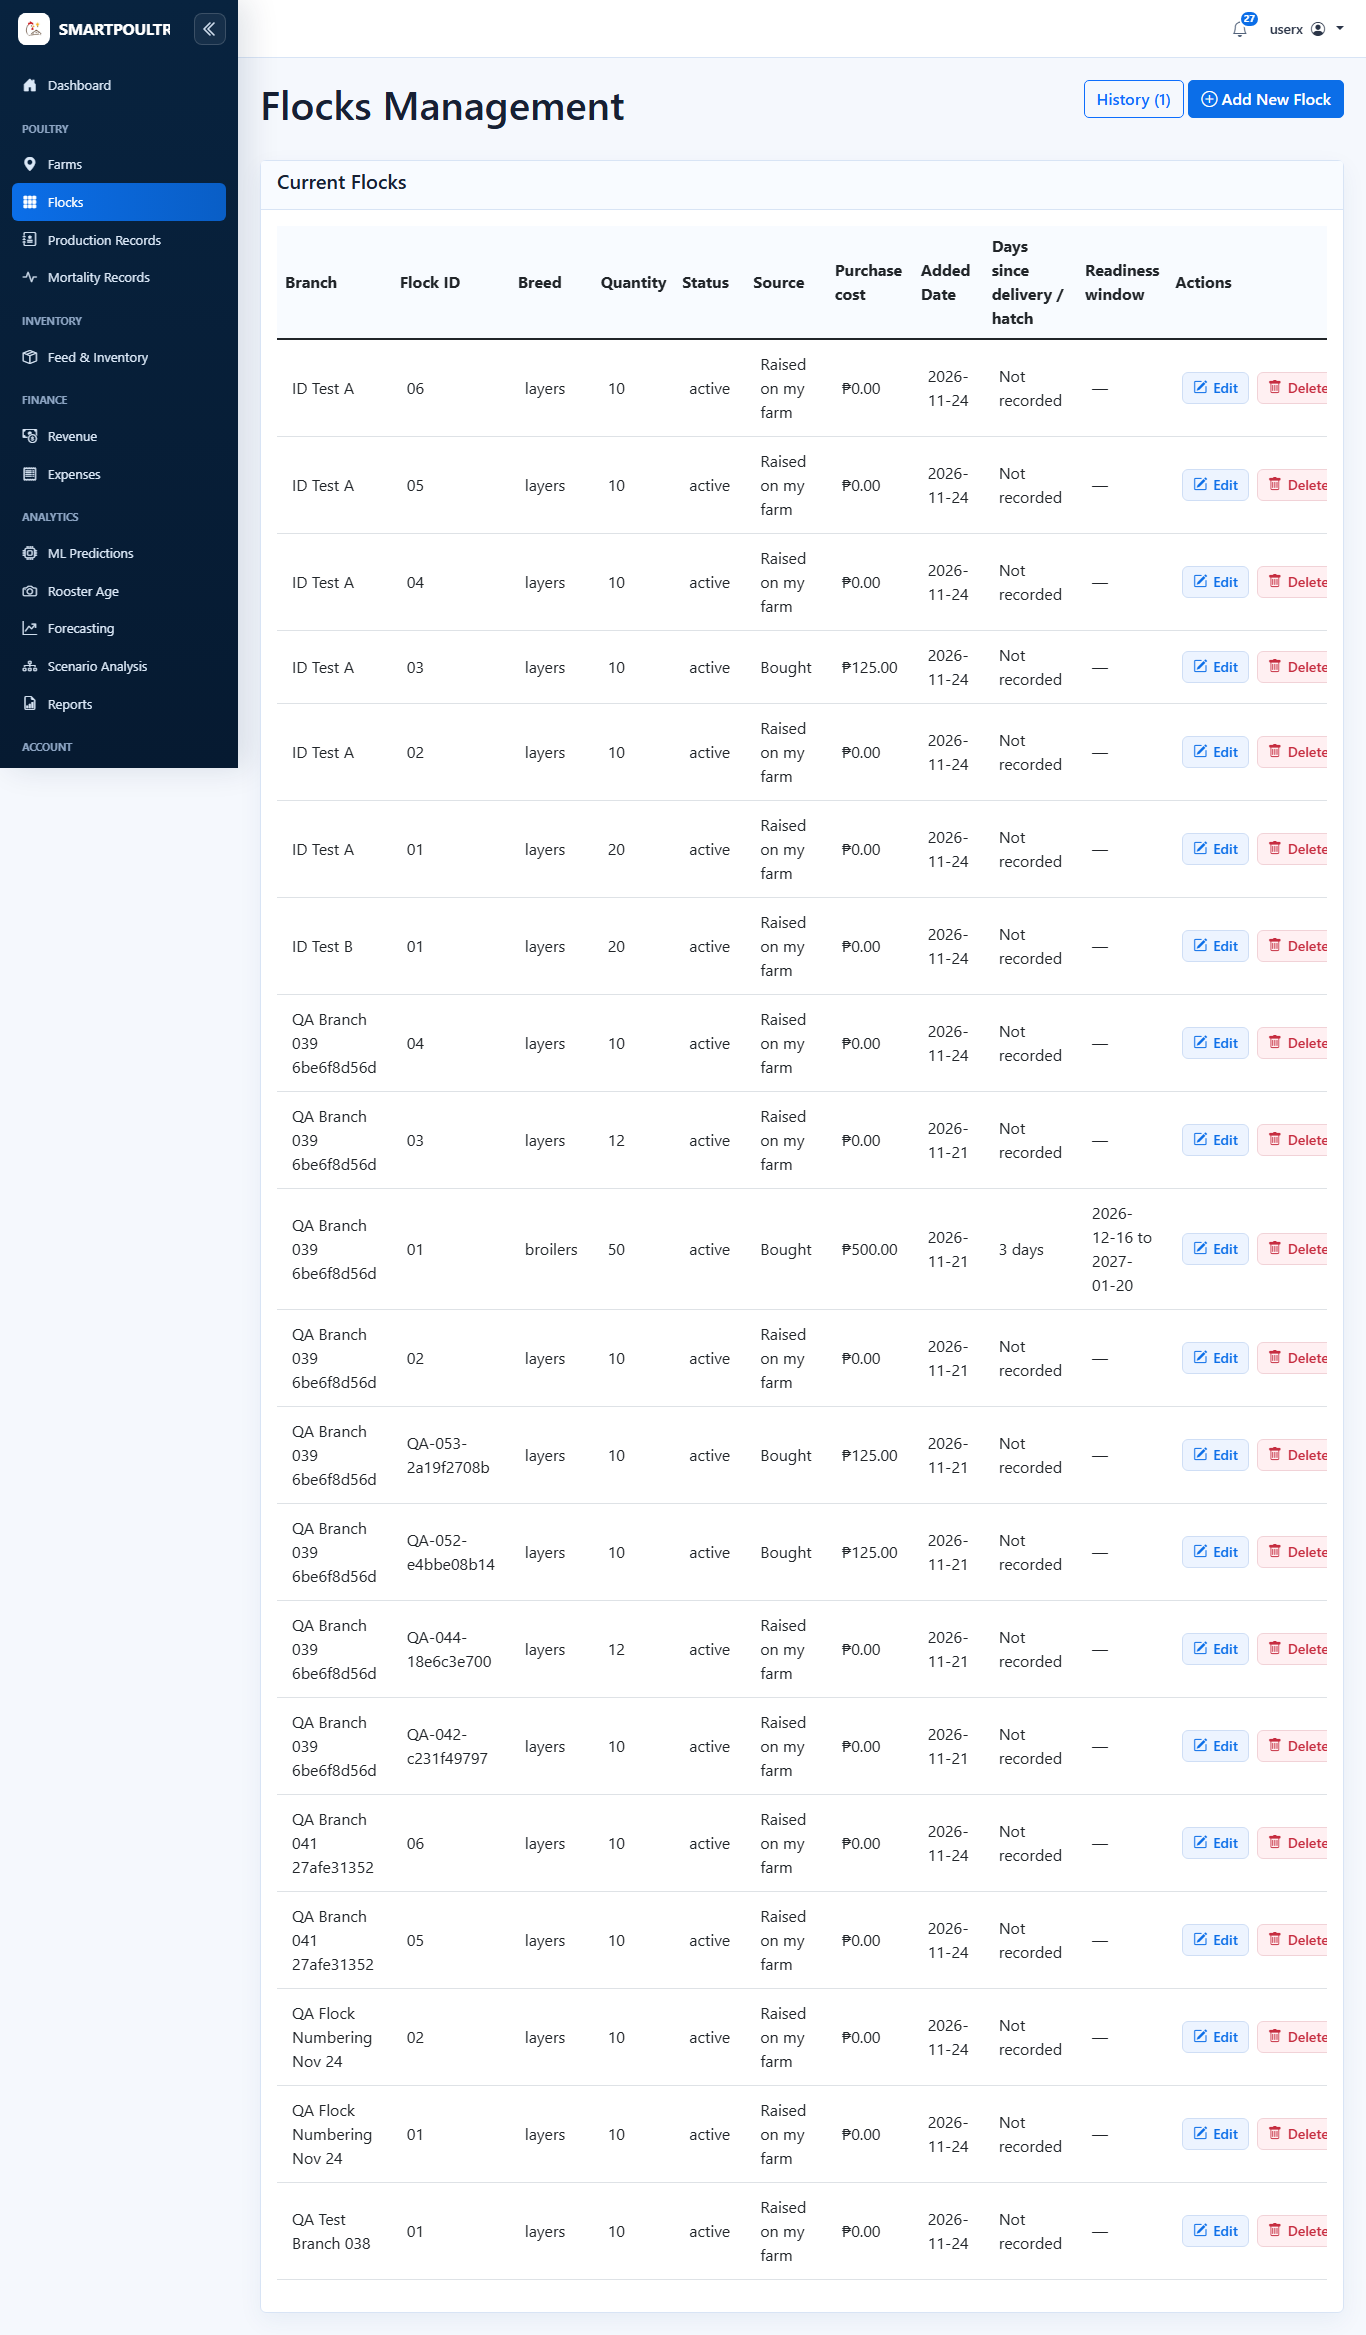 SMARTPOULTR
27
userx
Dashboard
POULTRY
Farms
Flocks
Production Records
Mortality Records
INVENTORY
Feed & Inventory
FINANCE
Revenue
Expenses
ANALYTICS
ML Predictions
Rooster Age
Forecasting
Scenario Analysis
Reports
ACCOUNT
Flocks Management
History (1)
Add New Flock
Current Flocks
Branch Flock ID Breed Quantity Status Source Purchase cost Added Date Days since delivery / hatch Readiness window Actions
ID Test A 06 layers 10 active Raised on my farm ₱0.00 2026-11-24 Not recorded — Edit Delete
ID Test A 05 layers 10 active Raised on my farm ₱0.00 2026-11-24 Not recorded — Edit Delete
ID Test A 04 layers 10 active Raised on my farm ₱0.00 2026-11-24 Not recorded — Edit Delete
ID Test A 03 layers 10 active Bought ₱125.00 2026-11-24 Not recorded — Edit Delete
ID Test A 02 layers 10 active Raised on my farm ₱0.00 2026-11-24 Not recorded — Edit Delete
ID Test A 01 layers 20 active Raised on my farm ₱0.00 2026-11-24 Not recorded — Edit Delete
ID Test B 01 layers 20 active Raised on my farm ₱0.00 2026-11-24 Not recorded — Edit Delete
QA Branch 039 6be6f8d56d 04 layers 10 active Raised on my farm ₱0.00 2026-11-24 Not recorded — Edit Delete
QA Branch 039 6be6f8d56d 03 layers 12 active Raised on my farm ₱0.00 2026-11-21 Not recorded — Edit Delete
QA Branch 039 6be6f8d56d 01 broilers 50 active Bought ₱500.00 2026-11-21 3 days 2026-12-16 to 2027-01-20 Edit Delete
QA Branch 039 6be6f8d56d 02 layers 10 active Raised on my farm ₱0.00 2026-11-21 Not recorded — Edit Delete
QA Branch 039 6be6f8d56d QA-053-2a19f2708b layers 10 active Bought ₱125.00 2026-11-21 Not recorded — Edit Delete
QA Branch 039 6be6f8d56d QA-052-e4bbe08b14 layers 10 active Bought ₱125.00 2026-11-21 Not recorded — Edit Delete
QA Branch 039 6be6f8d56d QA-044-18e6c3e700 layers 12 active Raised on my farm ₱0.00 2026-11-21 Not recorded — Edit Delete
QA Branch 039 6be6f8d56d QA-042-c231f49797 layers 10 active Raised on my farm ₱0.00 2026-11-21 Not recorded — Edit Delete
QA Branch 041 27afe31352 06 layers 10 active Raised on my farm ₱0.00 2026-11-24 Not recorded — Edit Delete
QA Branch 041 27afe31352 05 layers 10 active Raised on my farm ₱0.00 2026-11-24 Not recorded — Edit Delete
QA Flock Numbering Nov 24 02 layers 10 active Raised on my farm ₱0.00 2026-11-24 Not recorded — Edit Delete
QA Flock Numbering Nov 24 01 layers 10 active Raised on my farm ₱0.00 2026-11-24 Not recorded — Edit Delete
QA Test Branch 038 01 layers 10 active Raised on my farm ₱0.00 2026-11-24 Not recorded — Edit Delete